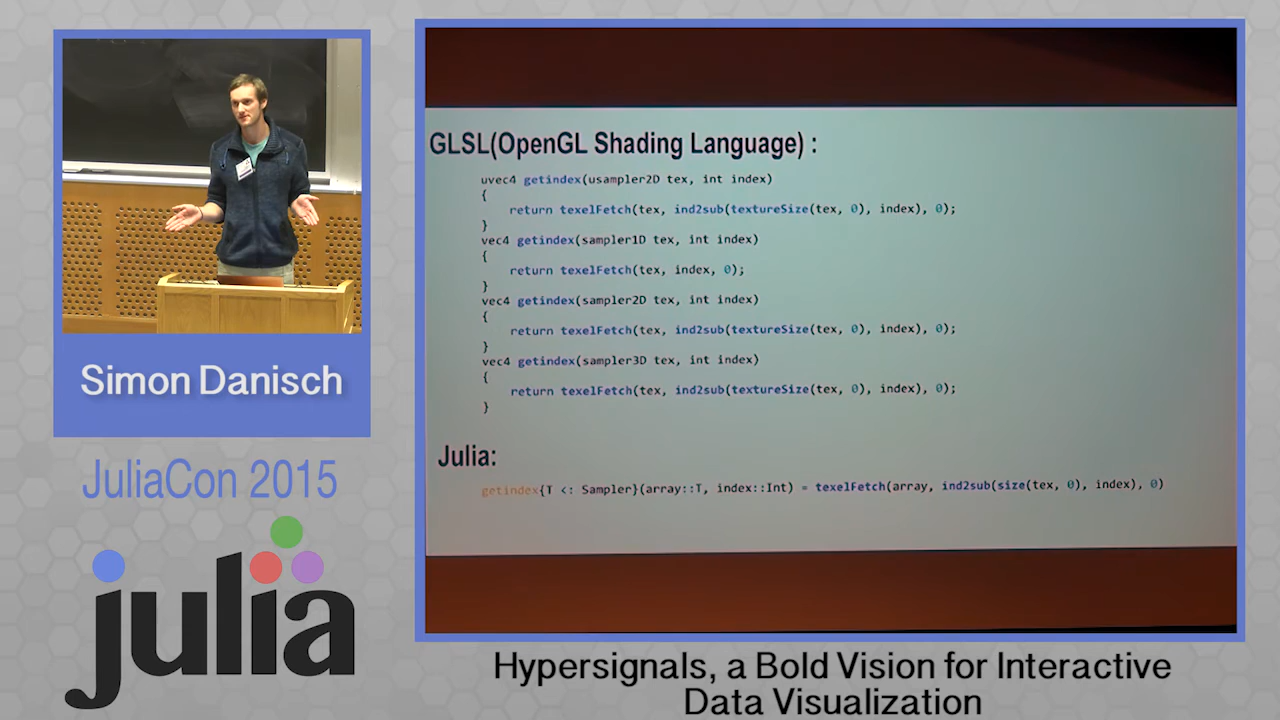 GLSL(OpenGL Shading Language) :
uvec4 getindex(usampler2D tex, int index)
{
return texelFetch(tex, ind2sub(textureSize(tex, 0), index), 0);
}
vec4 getindex(sampler1D tex, int index)
{
return texelFetch(tex, index, 0);
}
vec4 getindex(sampler2D tex, int index)
{
return texelFetch(tex, ind2sub(textureSize(tex, 0), index), 0);
}
vec4 getindex(sampler3D tex, int index)
{
return texelFetch(tex, ind2sub(textureSize(tex, 0), index), 0);
}
Julia:
getindex{T <: Sampler}(array::T, index::Int) = texelFetch(array, ind2sub(size(tex, 0), index), 0)
Simon Danisch
JuliaCon 2015
julia
Hypersignals, a Bold Vision for Interactive
Data Visualization